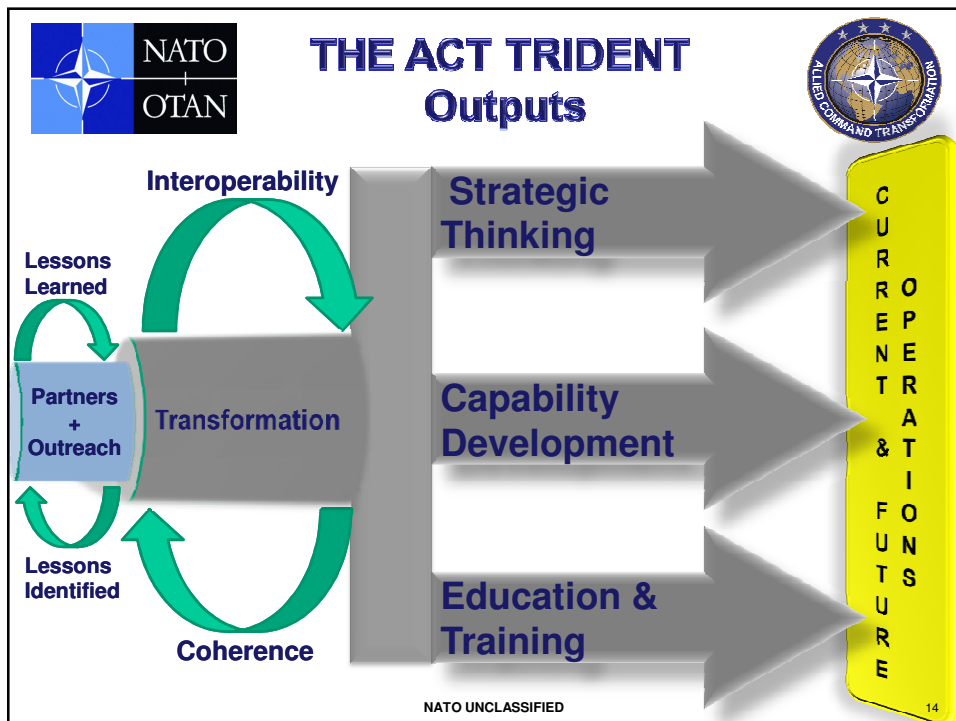 NATO
OTAN
THE ACT TRIDENT
Outputs
ALLIED COMMAND TRANSFORMATION
Interoperability
Lessons
Learned
Partners
+
Outreach
Transformation
Lessons
Identified
Coherence
Strategic
Thinking
Capability
Development
Education &
Training
CURRENT & FUTURE
OPERATIONS
NATO UNCLASSIFIED
14